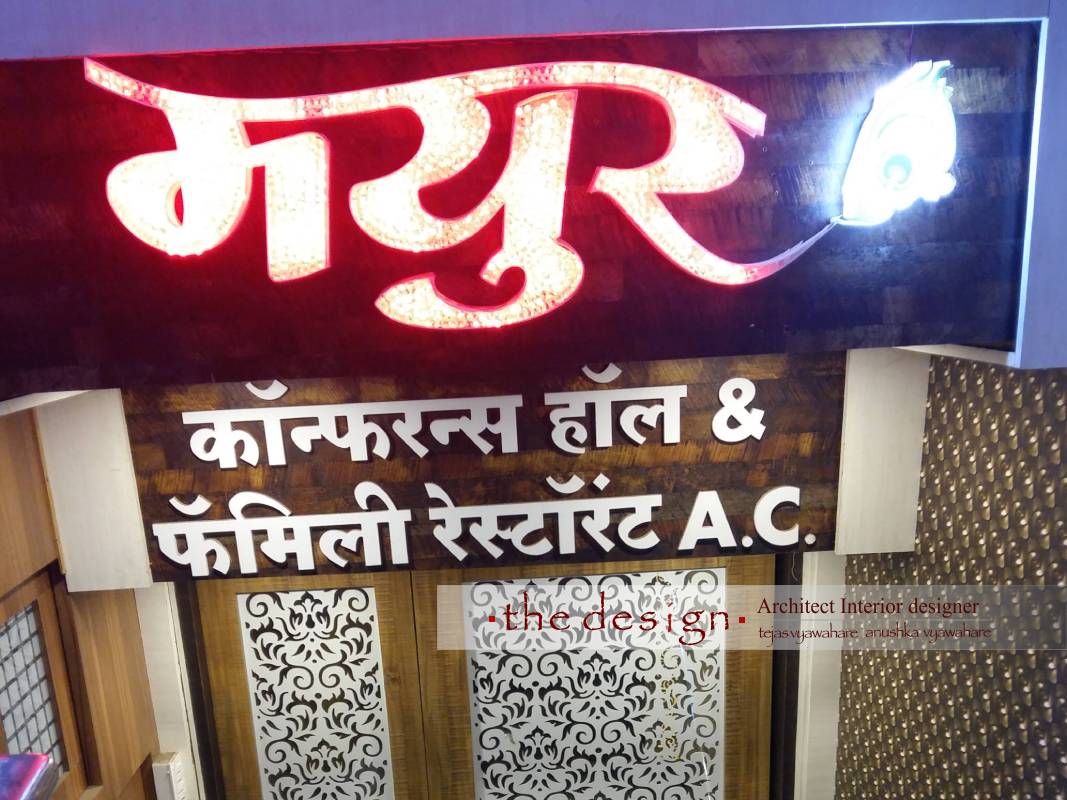 मयुर
कॉन्फरन्स हॉल &
फॅमिली रेस्टॉरंट A.C.
the design
Architect Interior designer
tejas vyawahare anushka vyawahare